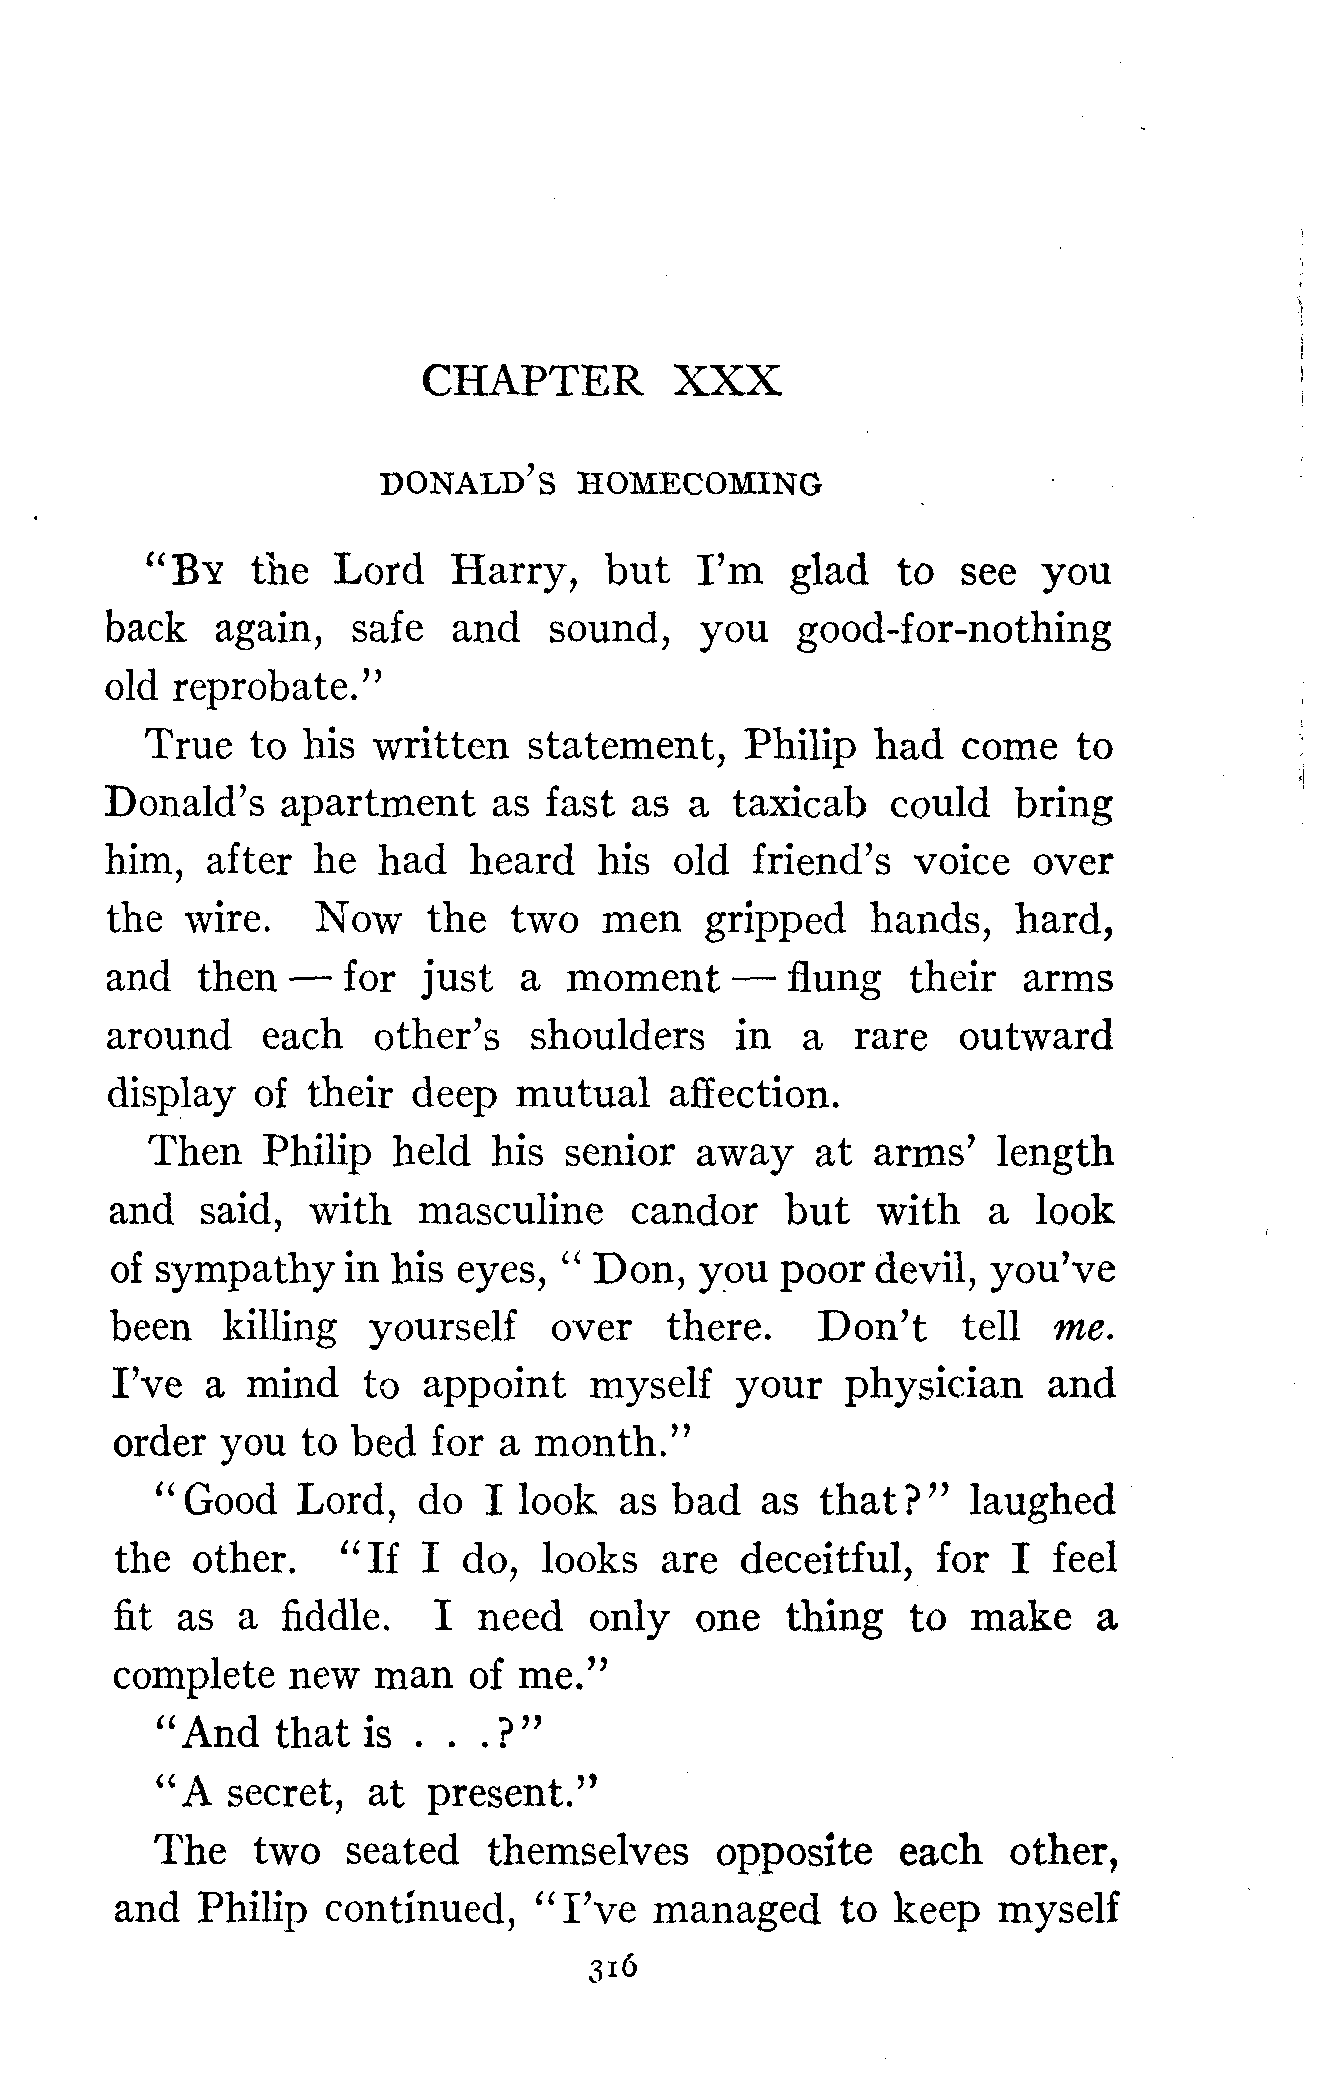 CHAPTER XXX
DONALD'S HOMECOMING
"BY the Lord Harry, but I'm glad to see you
back again, safe and sound, you good-for-nothing
old reprobate."
True to his written statement, Philip had come to
Donald's apartment as fast as a taxicab could bring
him, after he had heard his old friend's voice over
the wire. Now the two men gripped hands, hard,
and then — for just a moment — flung their arms
around each other's shoulders in a rare outward
display of their deep mutual affection.
Then Philip held his senior away at arms' length
and said, with masculine candor but with a look
of sympathy in his eyes, "Don, you poor devil, you've
been killing yourself over there. Don't tell me.
I've a mind to appoint myself your physician and
order you to bed for a month."
"Good Lord, do I look as bad as that?" laughed
the other. "If I do, looks are deceitful, for I feel
fit as a fiddle. I need only one thing to make a
complete new man of me."
"And that is . . .?"
"A secret, at present."
The two seated themselves opposite each other,
and Philip continued, "I've managed to keep myself
316